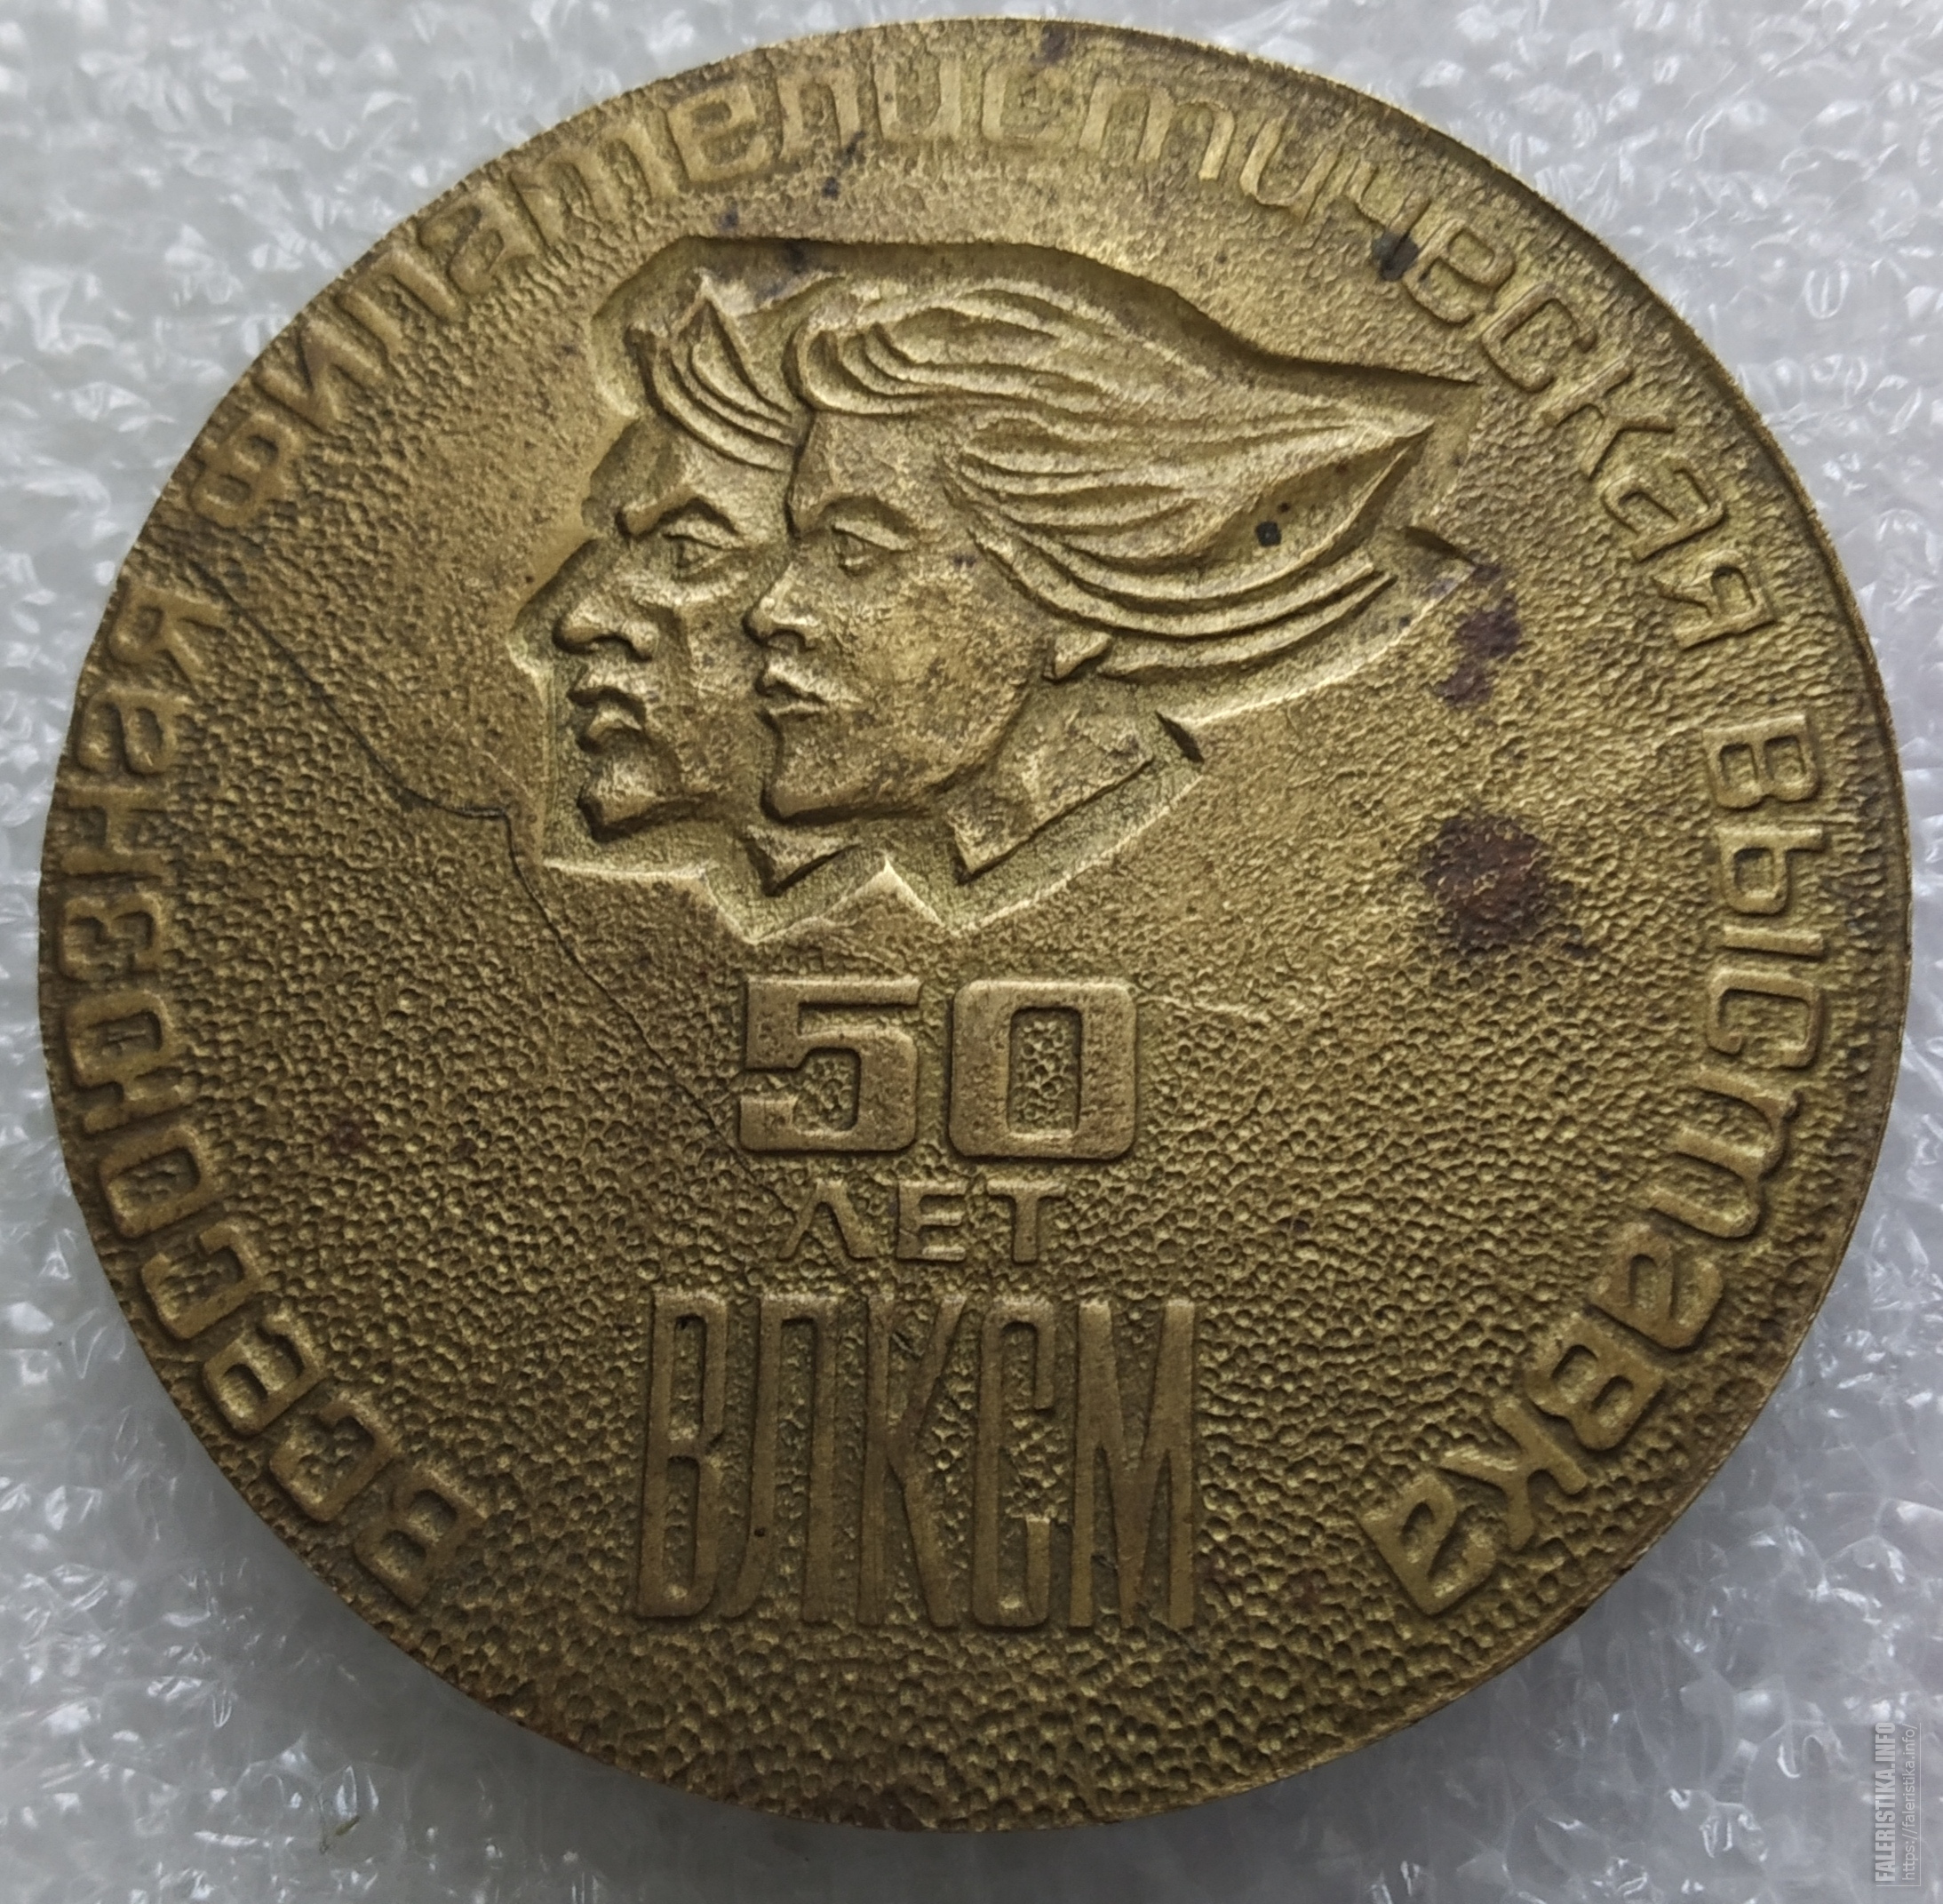 Всесоюзная филателистическая выставка
50
ЛЕТ
ВЛКСМ
FALERISTIKA.INFO
https://faleristika.info/